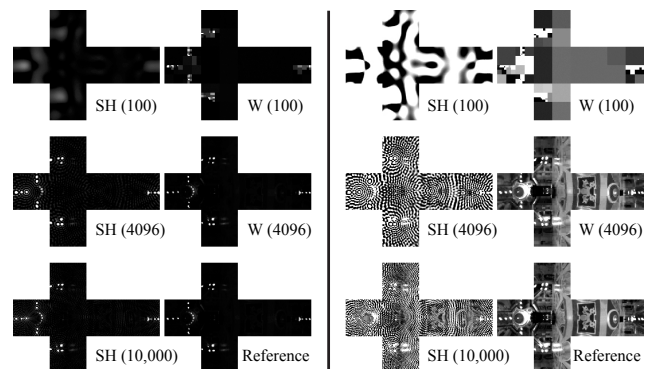 SH (100)
W (100)
SH (100)
W (100)
SH (4096)
W (4096)
SH (4096)
W (4096)
SH (10,000)
Reference
SH (10,000)
Reference